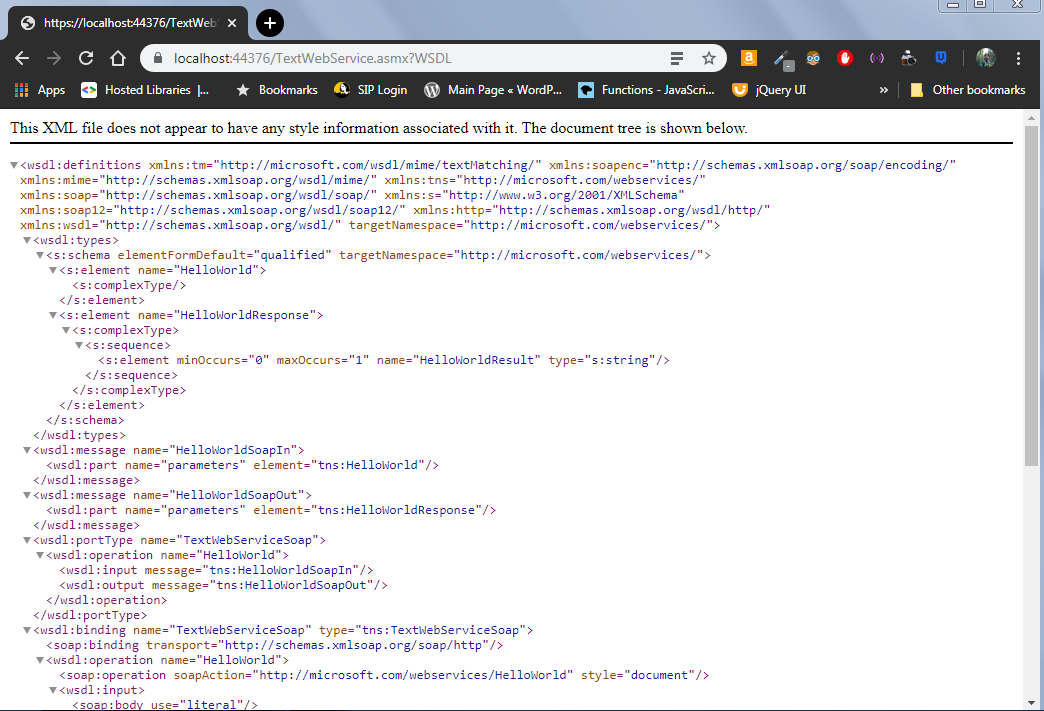 https://localhost:44376/TextWebS
localhost:44376/TextWebService.asmx?WSDL
Apps Hosted Libraries |... Bookmarks SIP Login Main Page « WordP... Functions - JavaScri... jQuery UI » Other bookmarks
This XML file does not appear to have any style information associated with it. The document tree is shown below.
<wsdl:definitions xmlns:tm="http://microsoft.com/wsdl/mime/textMatching/" xmlns:soapenc="http://schemas.xmlsoap.org/soap/encoding/"
xmlns:mime="http://schemas.xmlsoap.org/wsdl/mime/" xmlns:tns="http://microsoft.com/webservices/"
xmlns:soap="http://schemas.xmlsoap.org/wsdl/soap/" xmlns:s="http://www.w3.org/2001/XMLSchema"
xmlns:soap12="http://schemas.xmlsoap.org/wsdl/soap12/" xmlns:http="http://schemas.xmlsoap.org/wsdl/http/"
xmlns:wsdl="http://schemas.xmlsoap.org/wsdl/" targetNamespace="http://microsoft.com/webservices/">
<wsdl:types>
<s:schema elementFormDefault="qualified" targetNamespace="http://microsoft.com/webservices/">
<s:element name="HelloWorld">
<s:complexType/>
</s:element>
<s:element name="HelloWorldResponse">
<s:complexType>
<s:sequence>
<s:element minOccurs="0" maxOccurs="1" name="HelloWorldResult" type="s:string"/>
</s:sequence>
</s:complexType>
</s:element>
</s:schema>
</wsdl:types>
<wsdl:message name="HelloWorldSoapIn">
<wsdl:part name="parameters" element="tns:HelloWorld"/>
</wsdl:message>
<wsdl:message name="HelloWorldSoapOut">
<wsdl:part name="parameters" element="tns:HelloWorldResponse"/>
</wsdl:message>
<wsdl:portType name="TextWebServiceSoap">
<wsdl:operation name="HelloWorld">
<wsdl:input message="tns:HelloWorldSoapIn"/>
<wsdl:output message="tns:HelloWorldSoapOut"/>
</wsdl:operation>
</wsdl:portType>
<wsdl:binding name="TextWebServiceSoap" type="tns:TextWebServiceSoap">
<soap:binding transport="http://schemas.xmlsoap.org/soap/http"/>
<wsdl:operation name="HelloWorld">
<soap:operation soapAction="http://microsoft.com/webservices/HelloWorld" style="document"/>
<wsdl:input>
<soap:body use="literal"/>